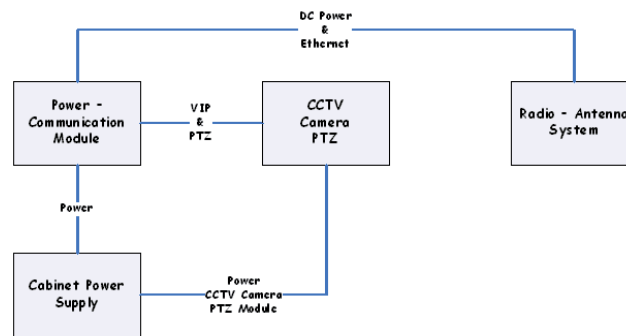 DC Power
&
Ethernet
Power -
Communication
Module
VIP
&
PTZ
CCTV
Camera
PTZ
Radio - Antenna
System
Power
Cabinet Power
Supply
Power
CCTV Camera
PTZ Module